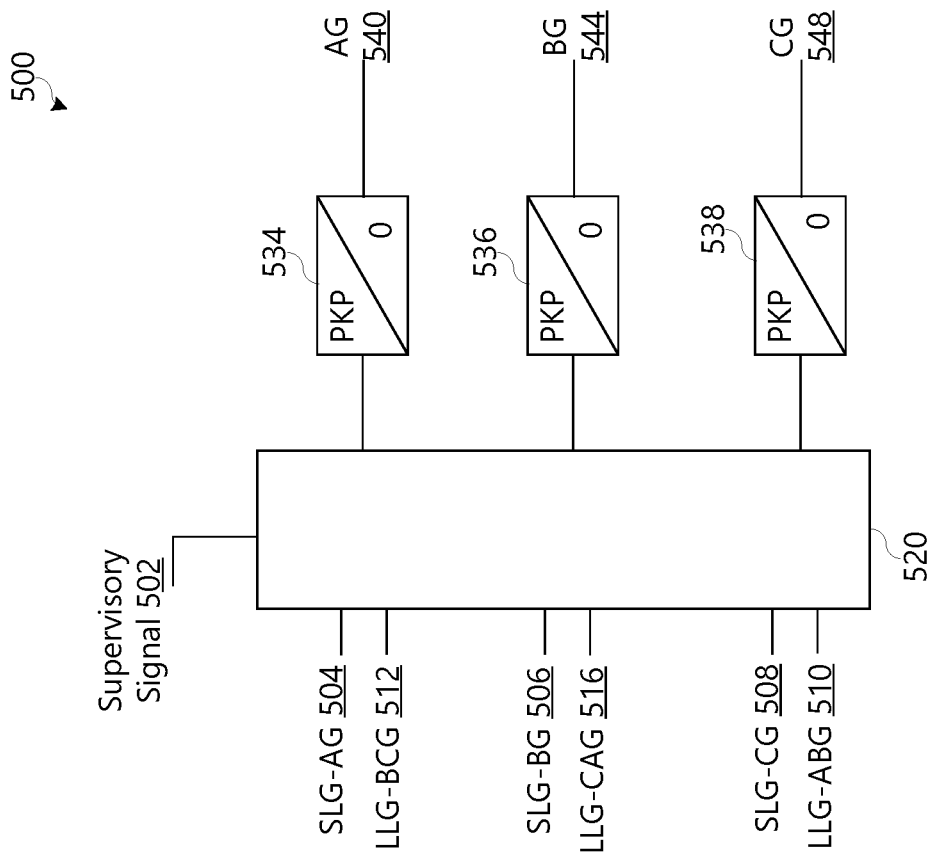 500
Supervisory
Signal 502
SLG-AG 504
LLG-BCG 512
SLG-BG 506
LLG-CAG 516
SLG-CG 508
LLG-ABG 510
520
534
PKP
0
AG
540
536
PKP
0
BG
544
538
PKP
0
CG
548